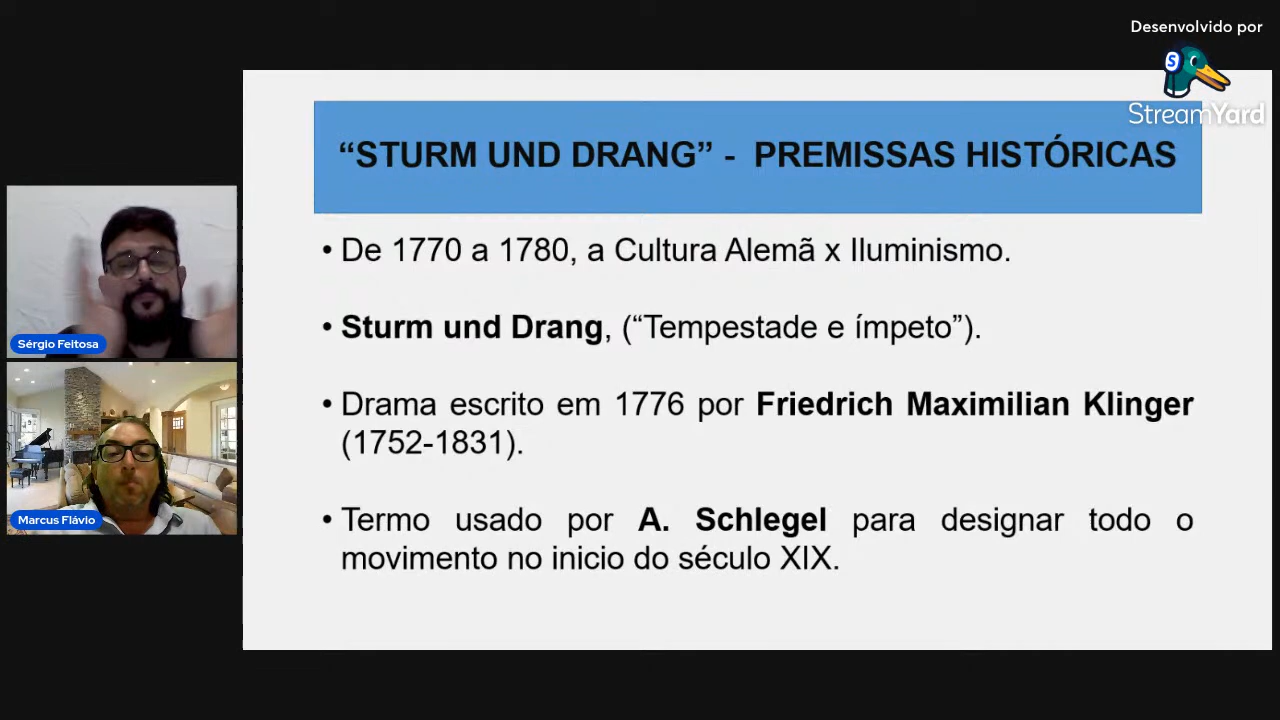 Desenvolvido por
StreamYard
“STURM UND DRANG” - PREMISSAS HISTÓRICAS
• De 1770 a 1780, a Cultura Alemã x Iluminismo.
• Sturm und Drang, (“Tempestade e ímpeto”).
• Drama escrito em 1776 por Friedrich Maximilian Klinger
(1752-1831).
• Termo usado por A. Schlegel para designar todo o
movimento no inicio do século XIX.
Sérgio Feitosa
Marcus Flávio